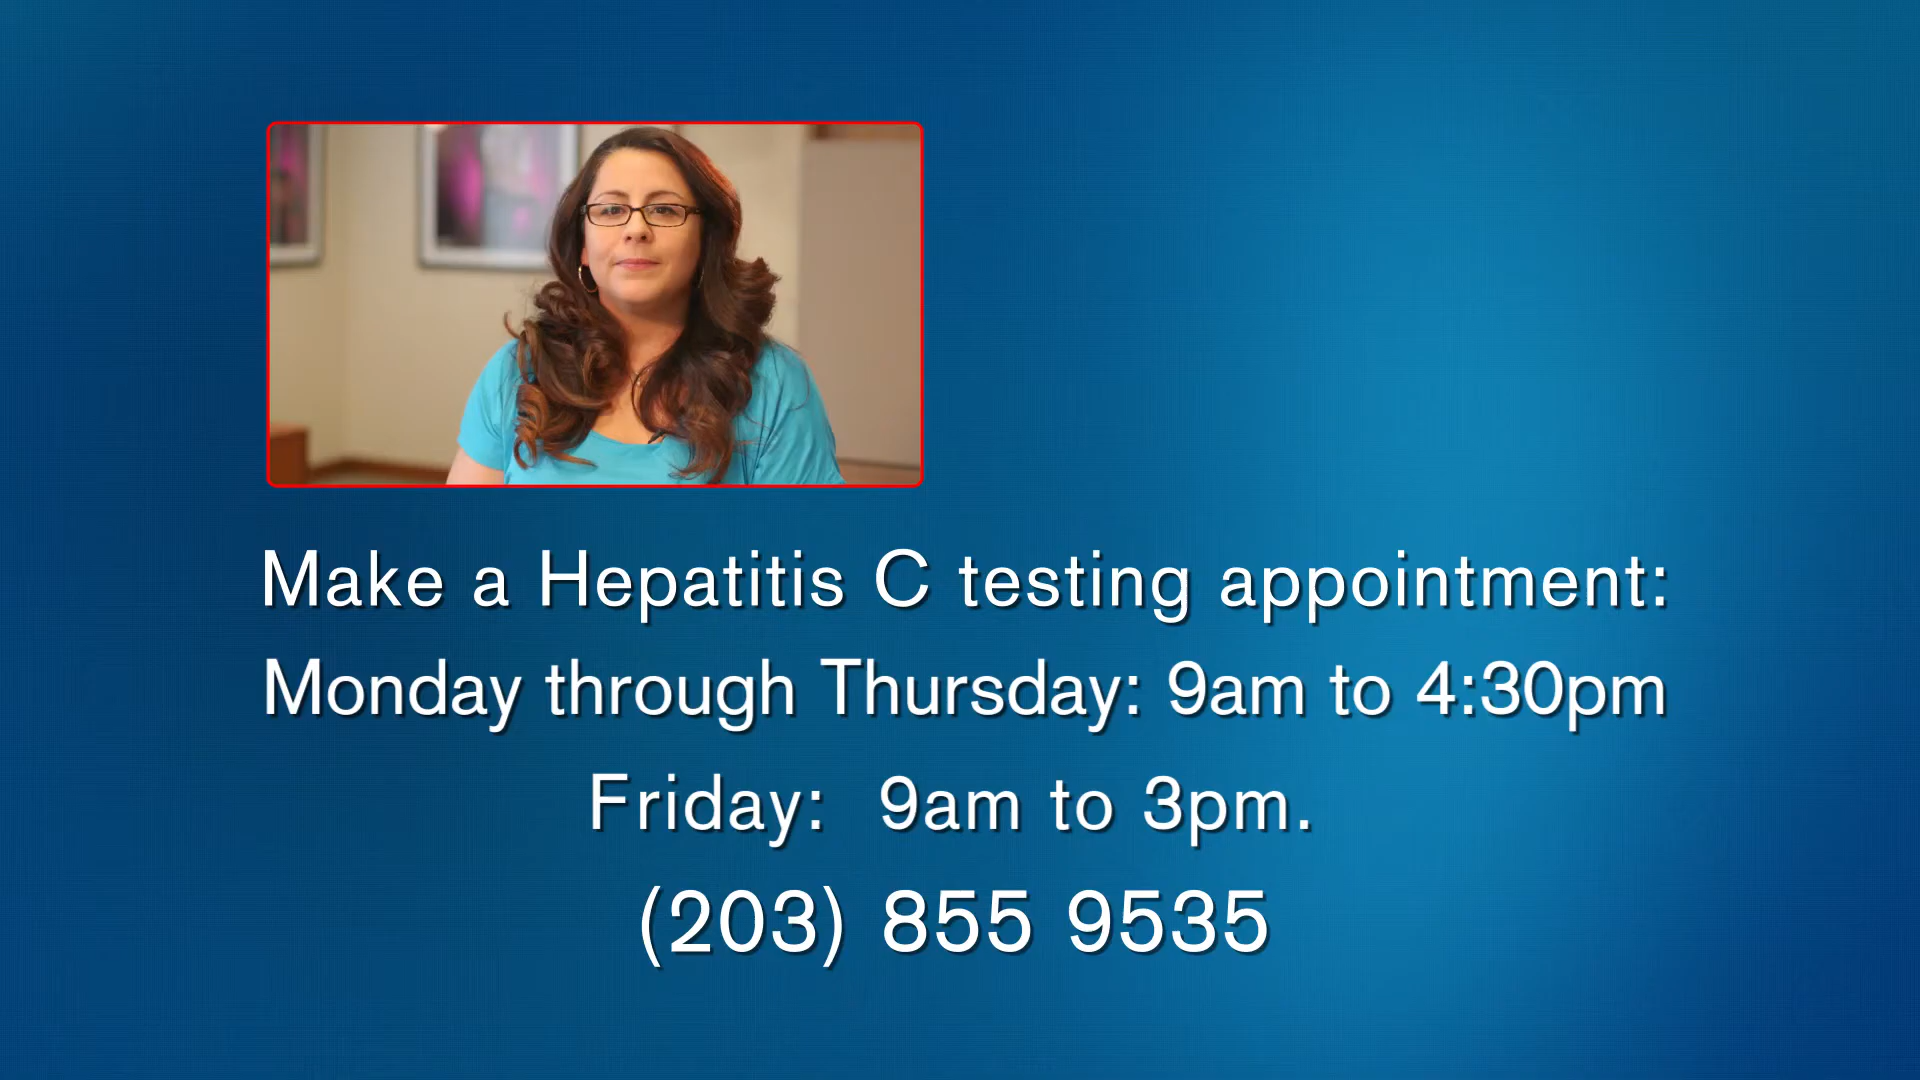 Make a Hepatitis C testing appointment:
Monday through Thursday: 9am to 4:30pm
Friday: 9am to 3pm.
(203) 855 9535